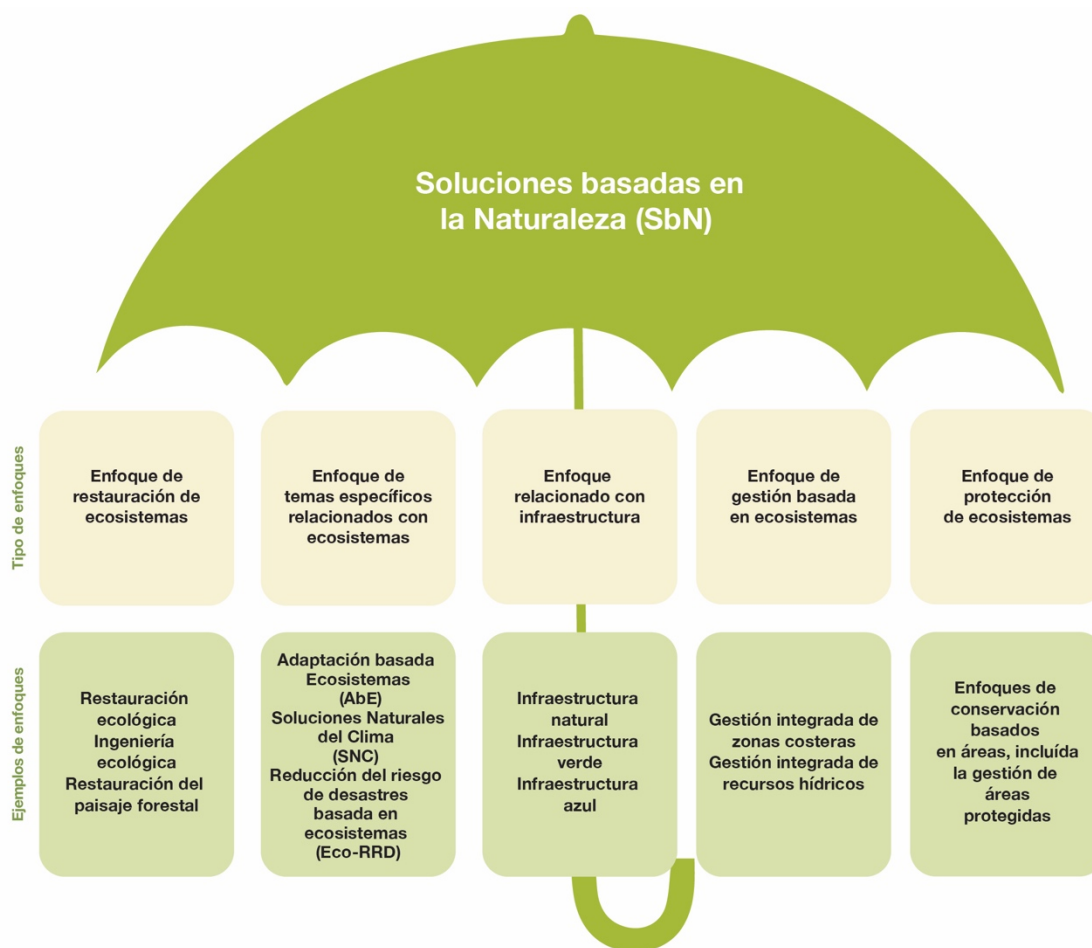 Soluciones basadas en
la Naturaleza (SbN)
Tipo de enfoques
Enfoque de
restauración de
ecosistemas
Enfoque de
temas específicos
relacionados con
ecosistemas
Enfoque
relacionado con
infraestructura
Enfoque de
gestión basada
en ecosistemas
Enfoque de
protección
de ecosistemas
Ejemplos de enfoques
Restauración
ecológica
Ingeniería
ecológica
Restauración del
paisaje forestal
Adaptación basada
Ecosistemas
(AbE)
Soluciones Naturales
del Clima
(SNC)
Reducción del riesgo
de desastres
basada en
ecosistemas
(Eco-RRD)
Infraestructura
natural
Infraestructura
verde
Infraestructura
azul
Gestión integrada de
zonas costeras
Gestión integrada de
recursos hídricos
Enfoques de
conservación
basados
en áreas, incluída
la gestión de
áreas
protegidas